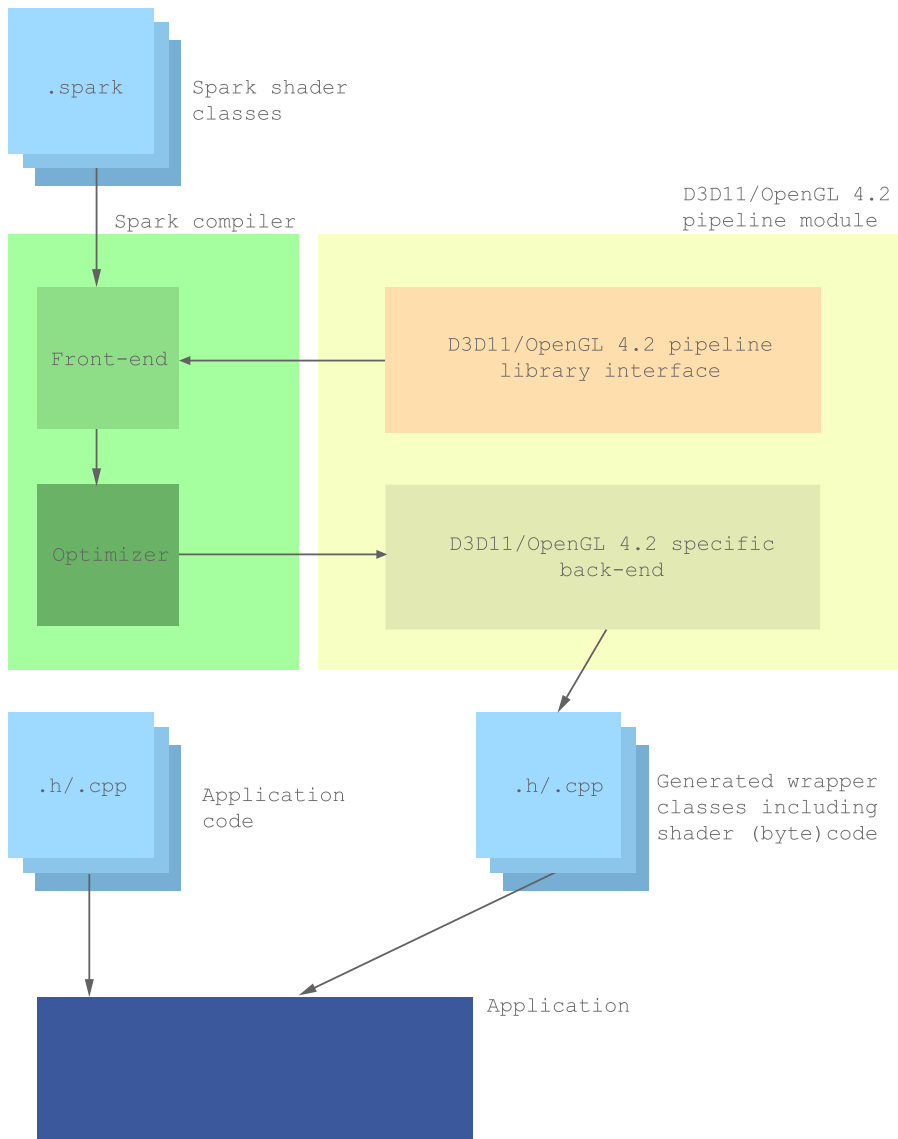 .spark
Spark shader
classes
D3D11/OpenGL 4.2
pipeline module
Spark compiler
Front-end
D3D11/OpenGL 4.2 pipeline
library interface
Optimizer
D3D11/OpenGL 4.2 specific
back-end
.h/.cpp
Application
code
.h/.cpp
Generated wrapper
classes including
shader (byte)code
Application